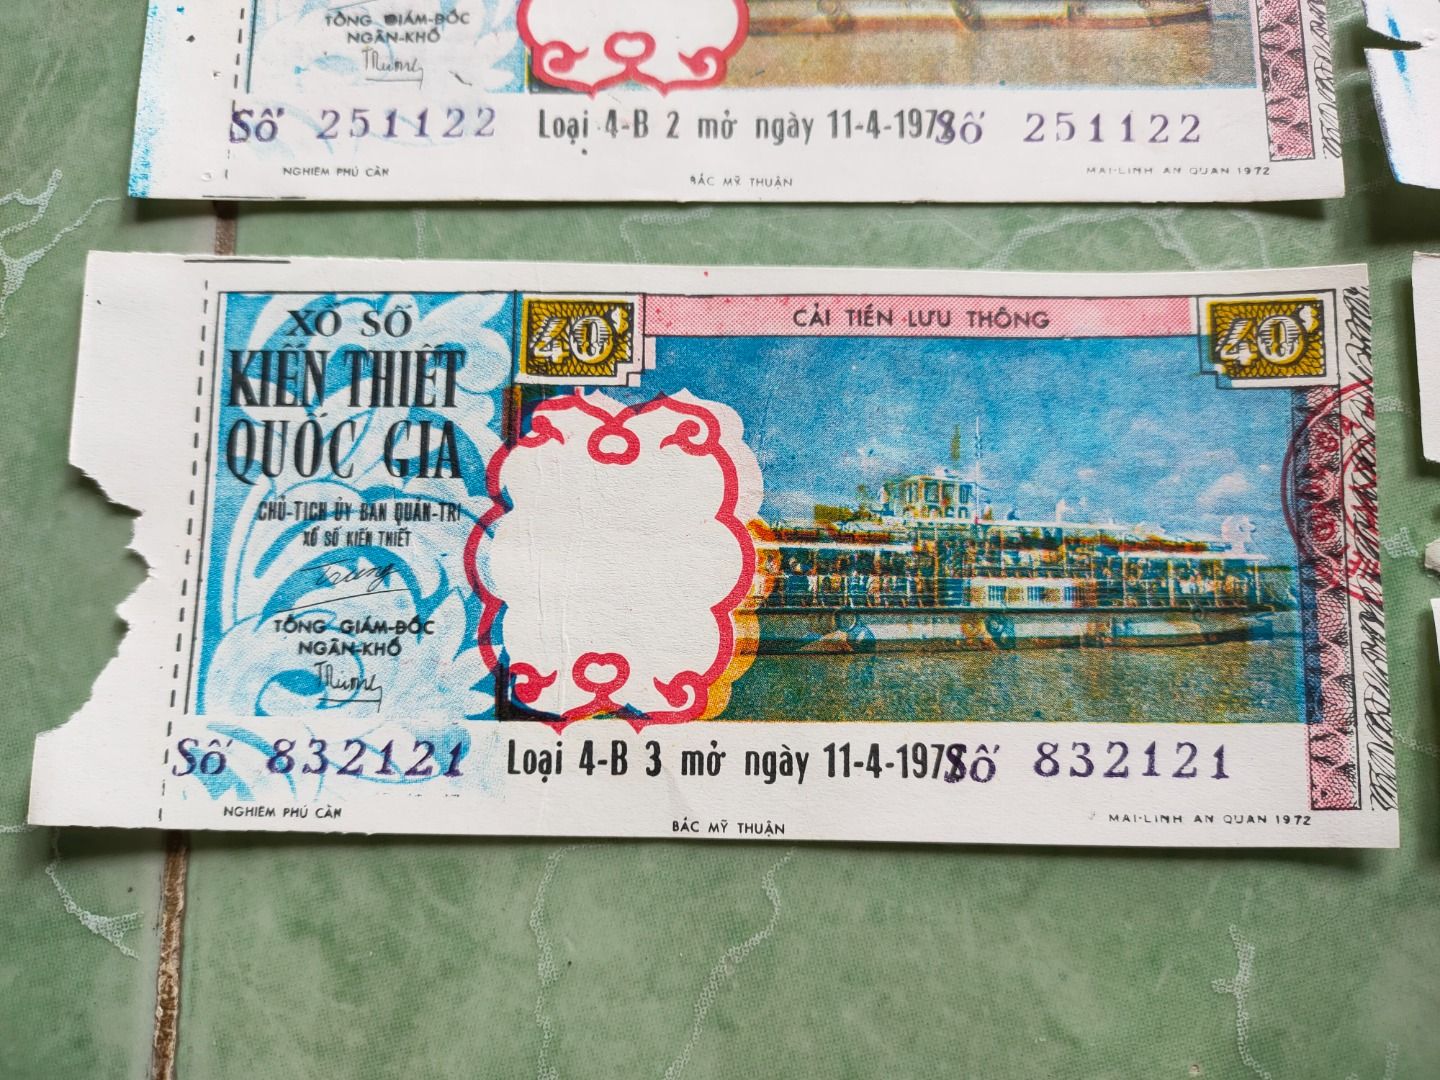 TỔNG GIÁM-ĐỐC
NGÂN-KHỐ
Số 251122
Loại 4-B 2 mở ngày 11-4-1972
Số 251122
NGHIÊM PHÚ CẦN
BẮC MỸ THUẬN
MAI-LINH AN QUAN 1972
XỔ SỐ
KIẾN THIẾT
QUỐC GIA
CHỦ-TỊCH ỦY BAN QUẢN-TRỊ
XỔ SỐ KIẾN THIẾT
TỔNG GIÁM-ĐỐC
NGÂN-KHỐ
40$
CẢI TIẾN LƯU THÔNG
40$
Số 832121
Loại 4-B 3 mở ngày 11-4-1972
Số 832121
NGHIÊM PHÚ CẦN
BẮC MỸ THUẬN
MAI-LINH AN QUAN 1972